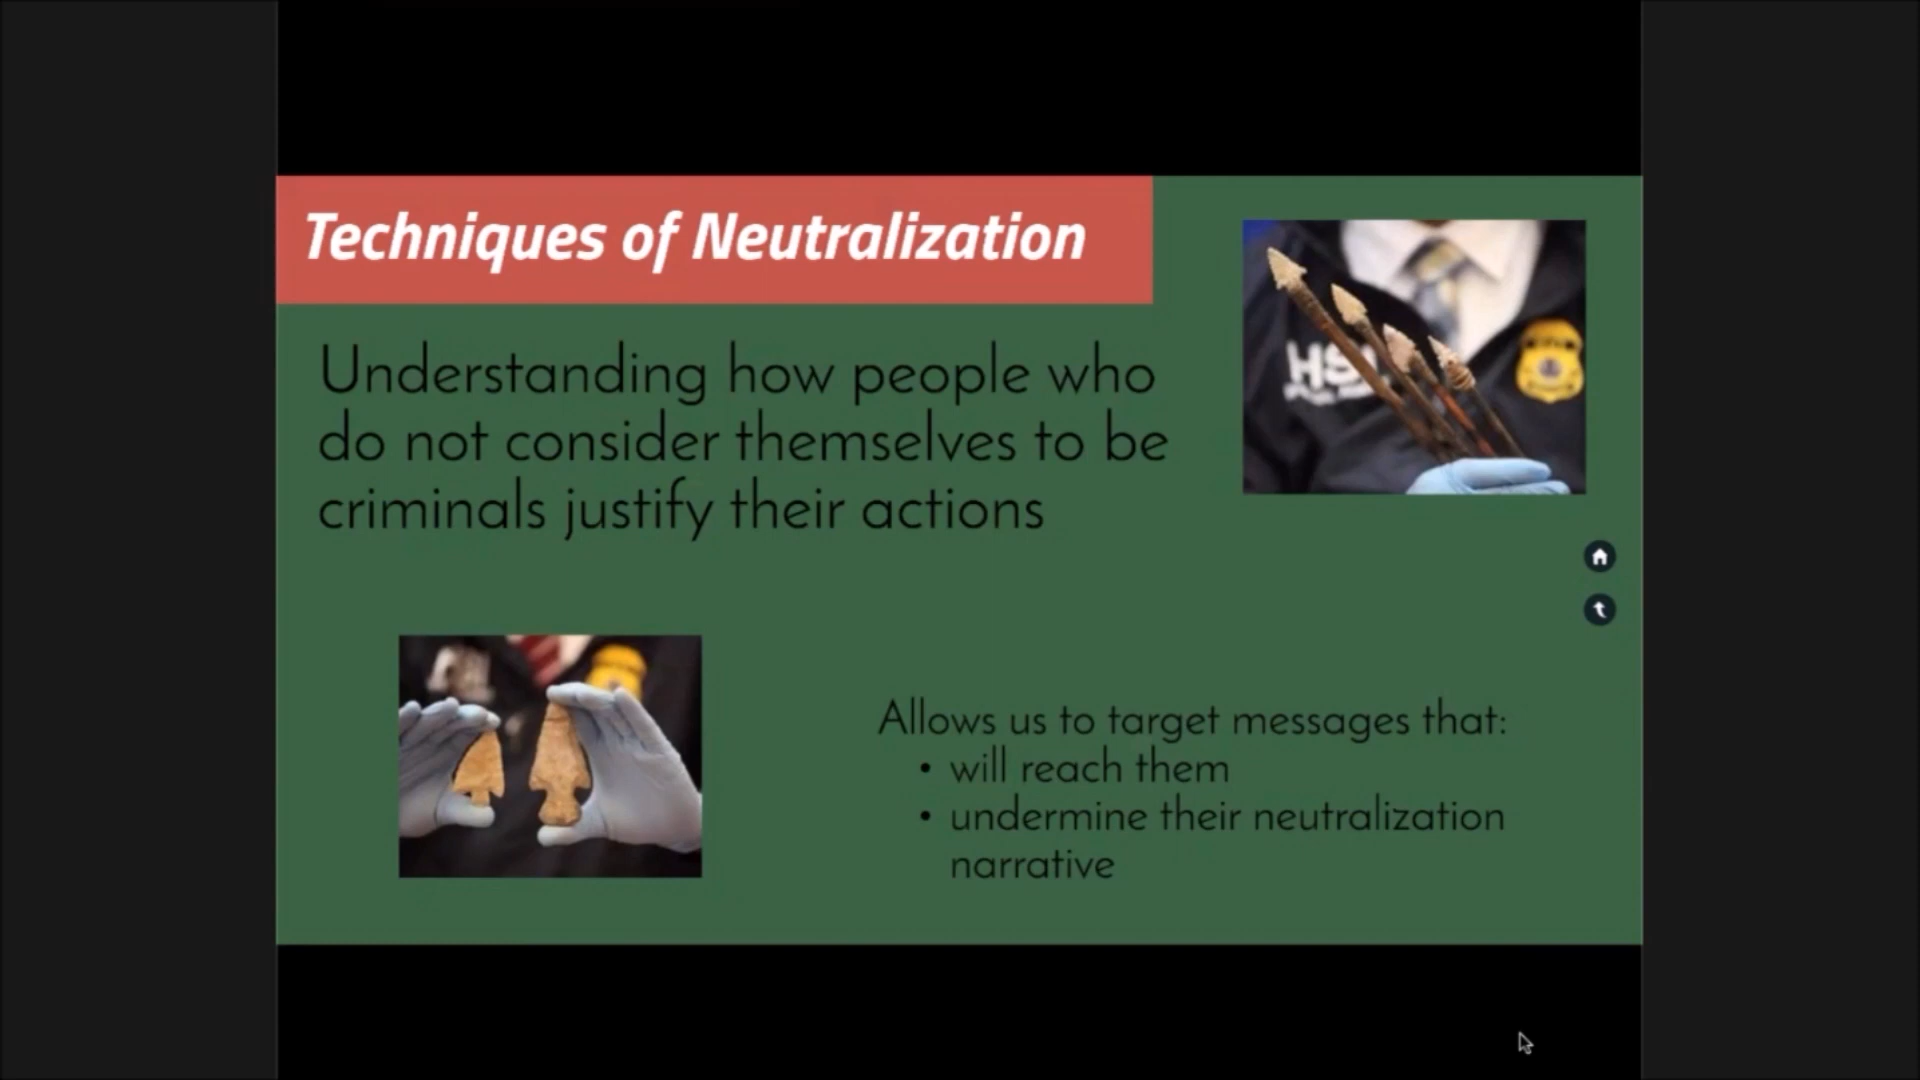 Techniques of Neutralization
Understanding how people who
do not consider themselves to be
criminals justify their actions
Allows us to target messages that:
• will reach them
• undermine their neutralization
narrative